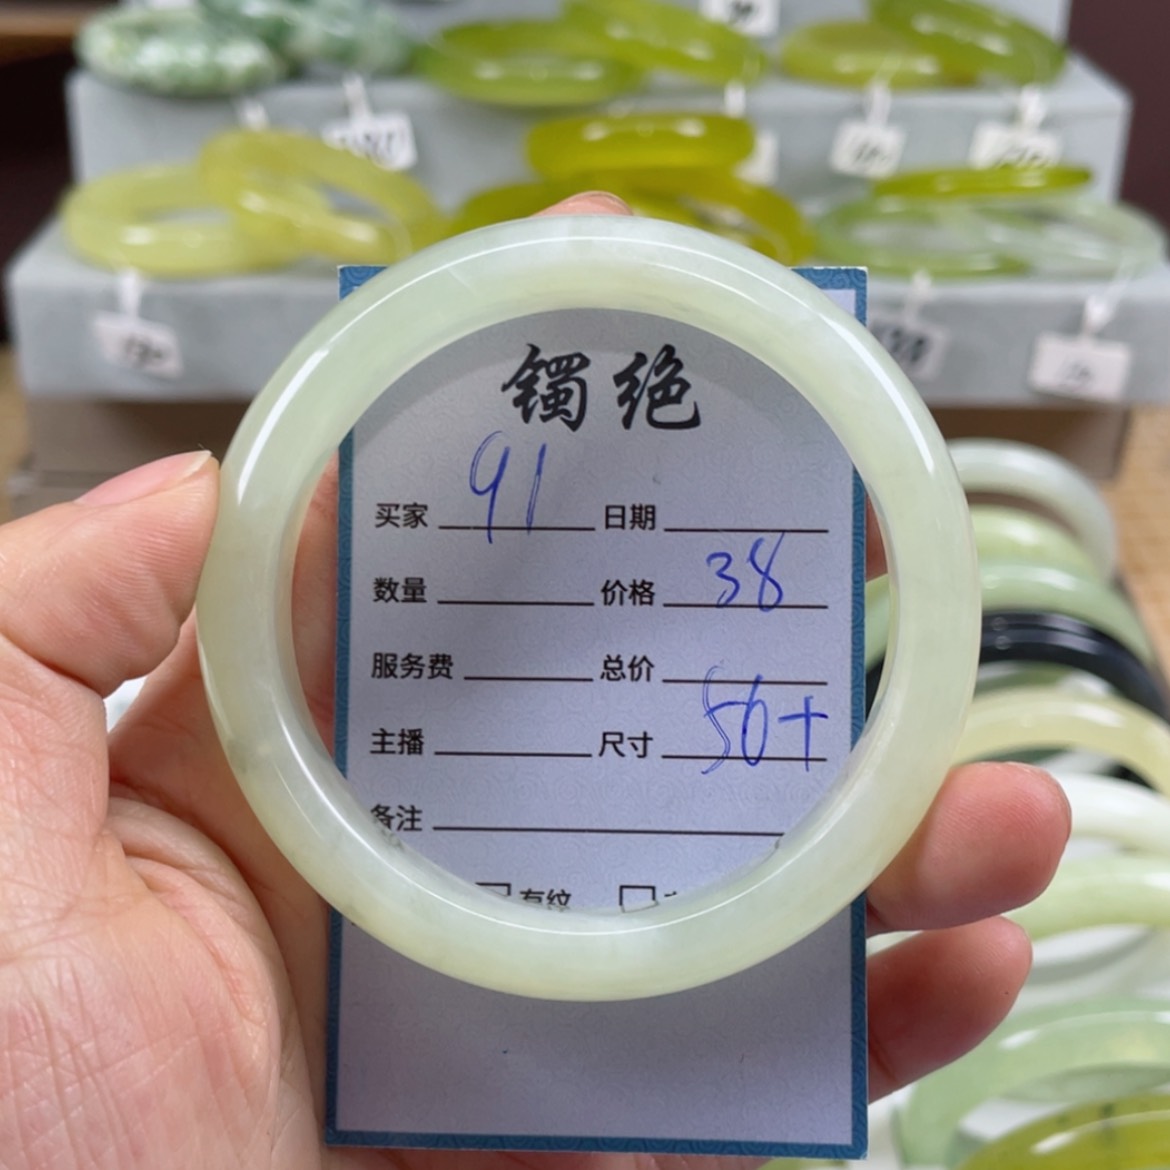 镯绝
买家 91 日期
数量 价格 38
服务费 总价
主播 尺寸 56+
备注
有纹